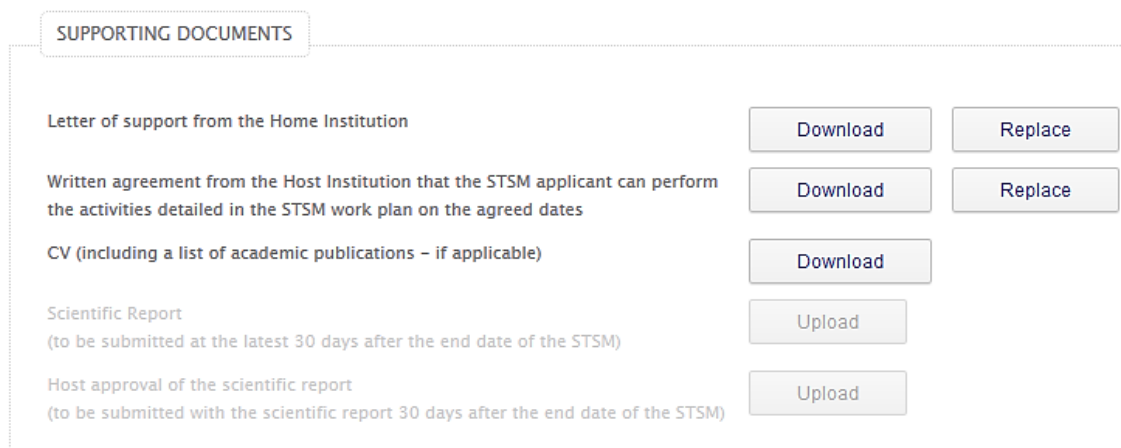 SUPPORTING DOCUMENTS
Letter of support from the Home Institution
Download
Replace
Written agreement from the Host Institution that the STSM applicant can perform
the activities detailed in the STSM work plan on the agreed dates
Download
Replace
CV (including a list of academic publications – if applicable)
Download
Scientific Report
(to be submitted at the latest 30 days after the end date of the STSM)
Upload
Host approval of the scientific report
(to be submitted with the scientific report 30 days after the end date of the STSM)
Upload